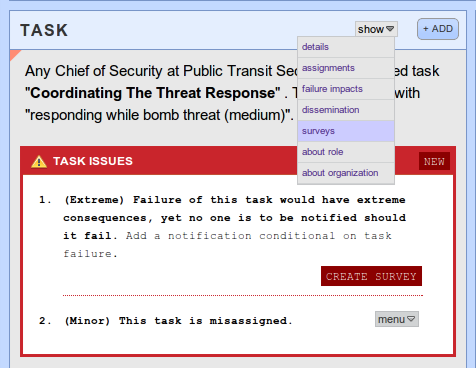 TASK
show
+ ADD
details
assignments
failure impacts
dissemination
surveys
about role
about organization
Any Chief of Security at Public Transit Sec ed task
"Coordinating The Threat Response" . T with
"responding while bomb threat (medium)".
TASK ISSUES
NEW
1. (Extreme) Failure of this task would have extreme
consequences, yet no one is to be notified should
it fail. Add a notification conditional on task
failure.
CREATE SURVEY
2. (Minor) This task is misassigned.
menu